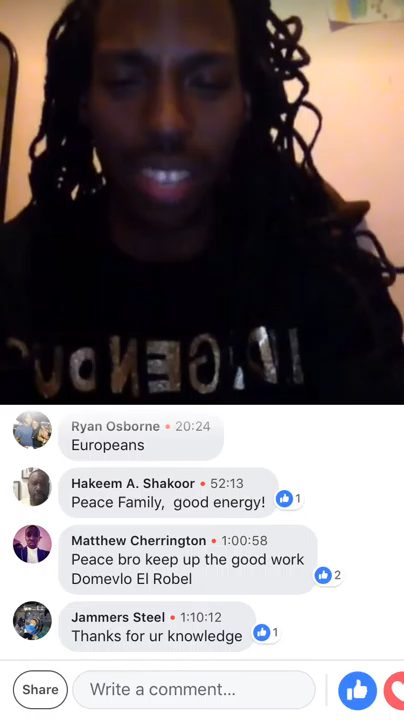 INDIGENOUS
Ryan Osborne • 20:24
Europeans
Hakeem A. Shakoor • 52:13
Peace Family, good energy!
1
Matthew Cherrington • 1:00:58
Peace bro keep up the good work
Domevlo El Robel
2
Jammers Steel • 1:10:12
Thanks for ur knowledge
1
Share
Write a comment...